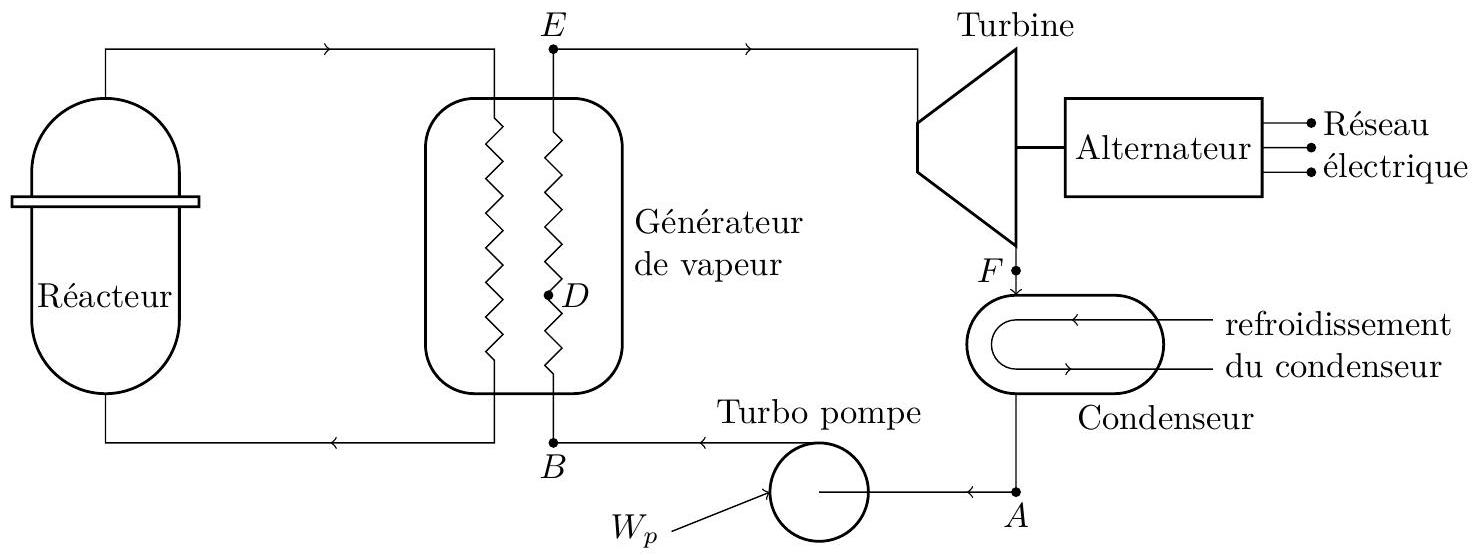 E
Turbine
Alternateur
Réseau
électrique
Générateur
de vapeur
Réacteur
D
F
refroidissement
du condenseur
Condenseur
Turbo pompe
B
W_p
A